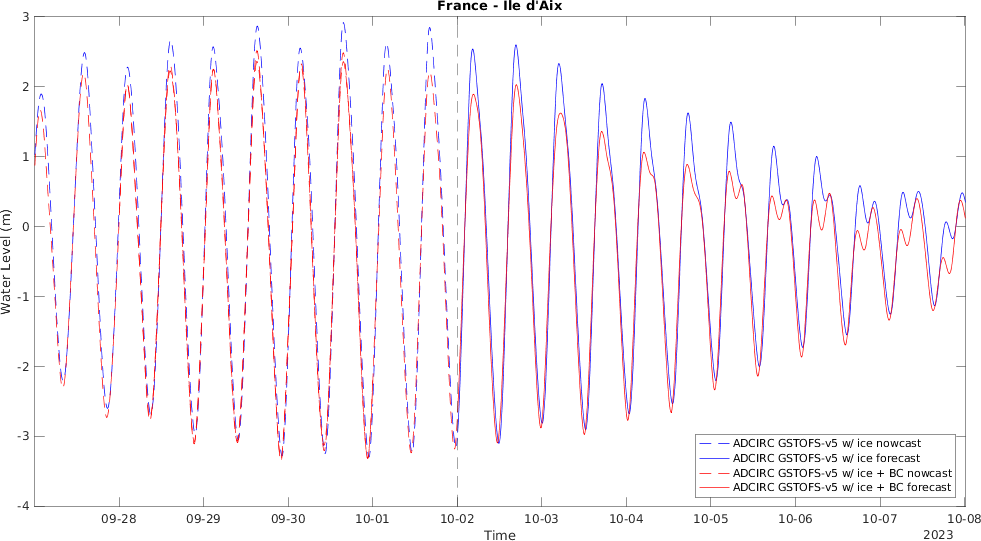 France - Ile d'Aix
3
2
1
0
-1
-2
-3
-4
Water Level (m)
ADCIRC GSTOFS-v5 w/ ice nowcast
ADCIRC GSTOFS-v5 w/ ice forecast
ADCIRC GSTOFS-v5 w/ ice + BC nowcast
ADCIRC GSTOFS-v5 w/ ice + BC forecast
09-28 09-29 09-30 10-01 10-02 10-03 10-04 10-05 10-06 10-07 10-08
Time
2023